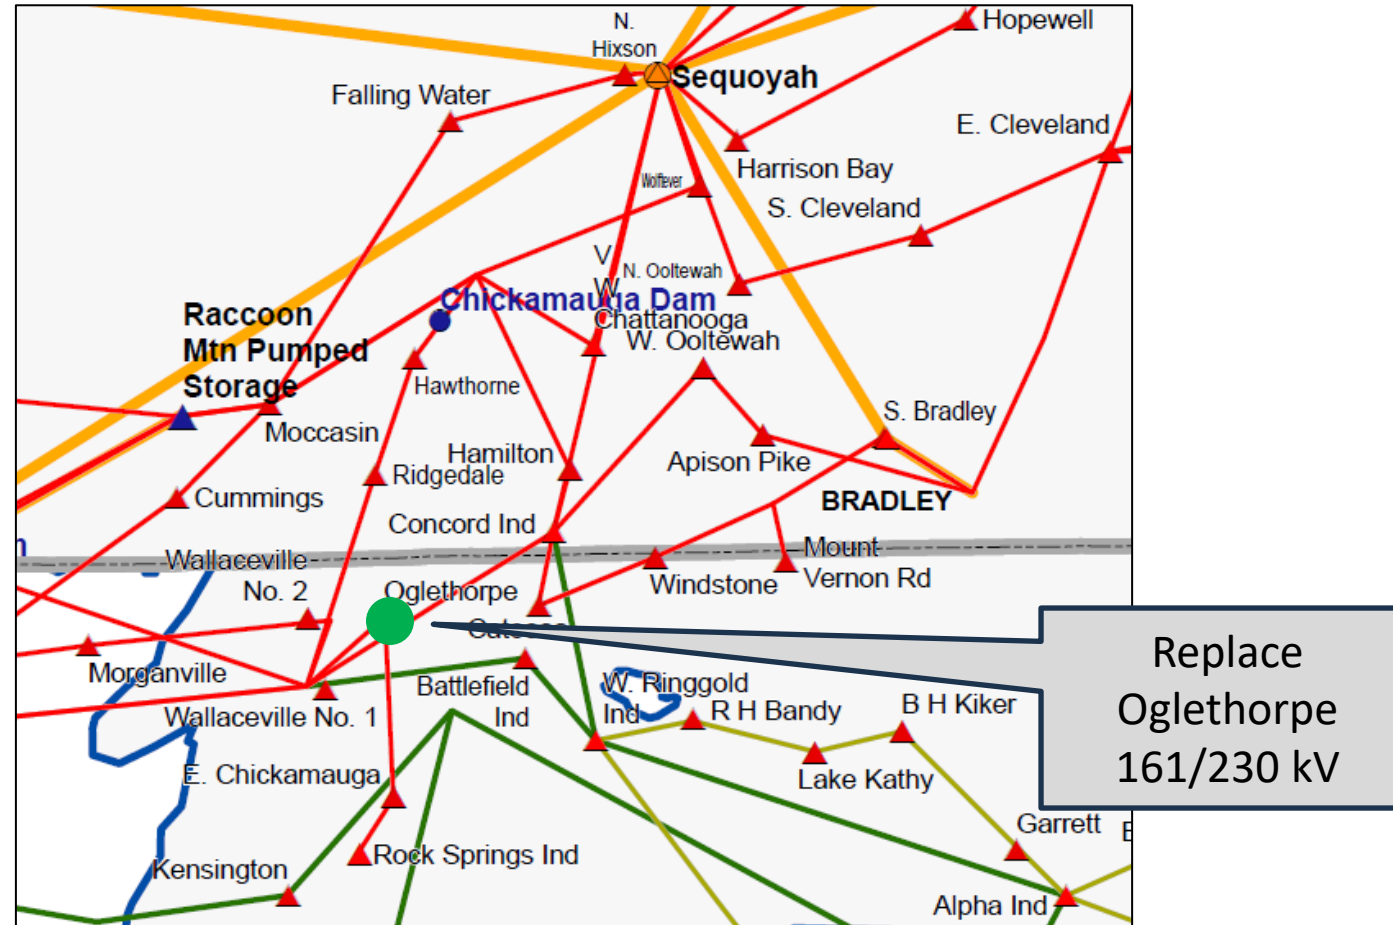 N.
Hixson
Hopewell
Sequoyah
Falling Water
E. Cleveland
Harrison Bay
Wolftever
S. Cleveland
V
W
N. Ooltewah
Chickamauga Dam
Chattanooga
W. Ooltewah
Raccoon
Mtn Pumped
Storage
Hawthorne
Moccasin
S. Bradley
Hamilton
Apison Pike
Ridgedale
Cummings
BRADLEY
Concord Ind
Wallaceville
No. 2
Mount
Vernon Rd
Windstone
Oglethorpe
Morganville
Battlefield
Ind
W. Ringgold
Ind
R H Bandy
B H Kiker
Wallaceville No. 1
E. Chickamauga
Lake Kathy
Garrett
Rock Springs Ind
Kensington
Alpha Ind
Replace
Oglethorpe
161/230 kV